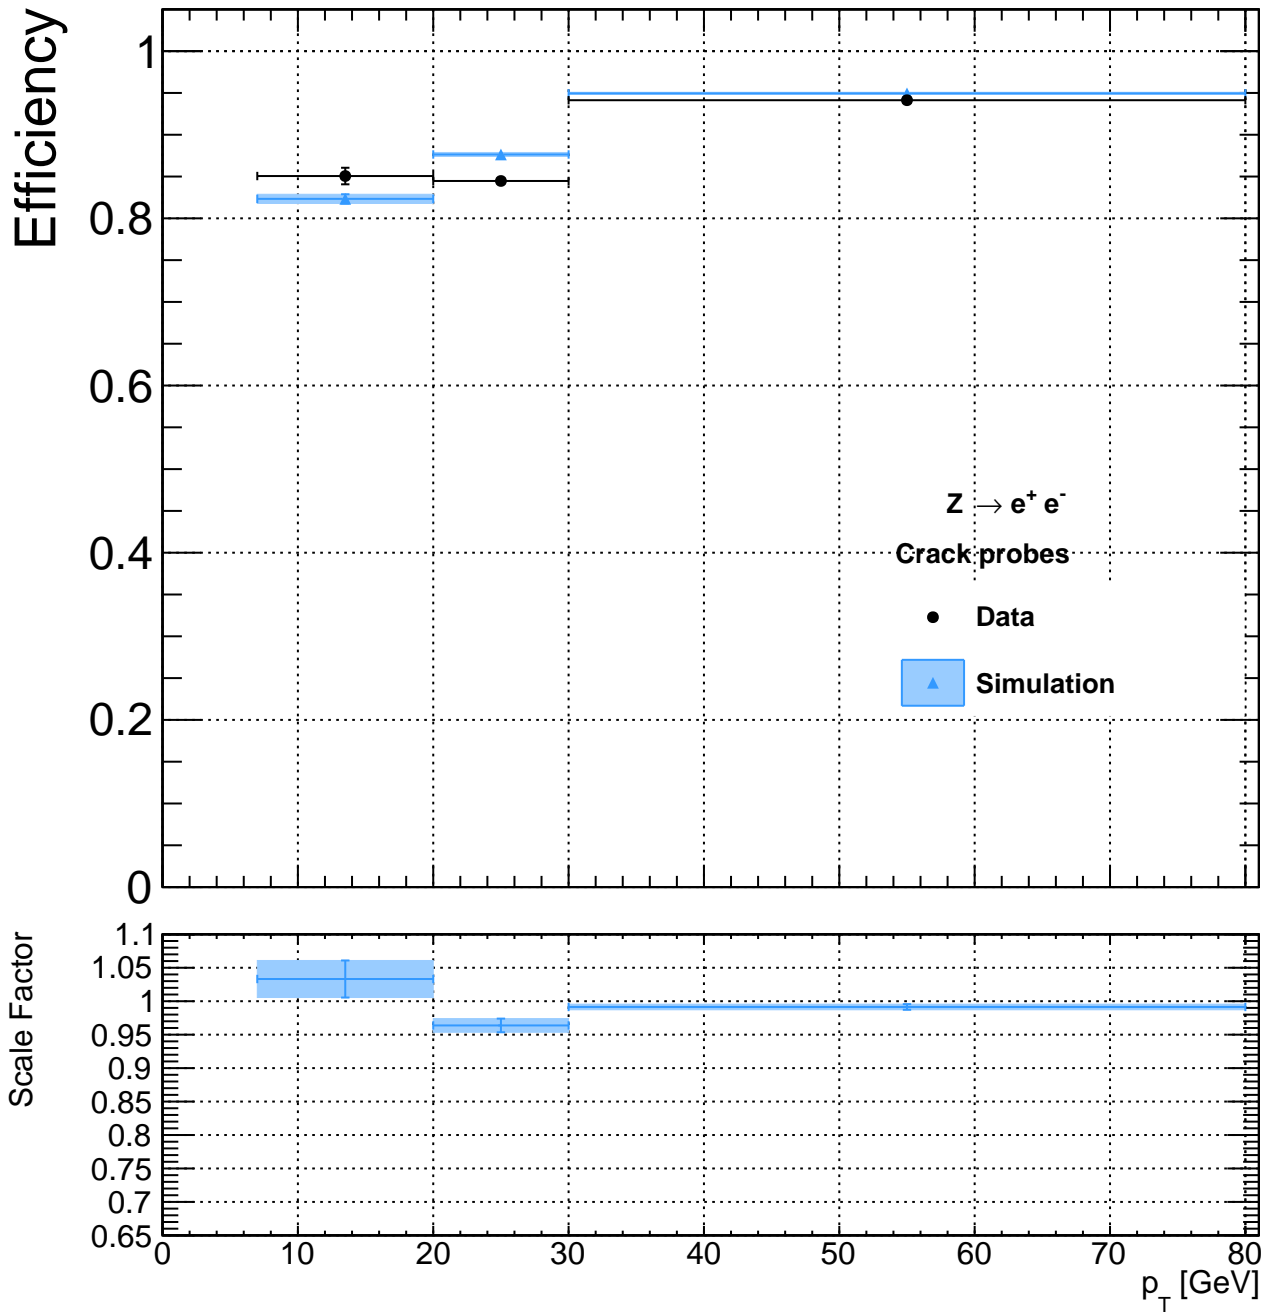 Efficiency
1
0.8
0.6
0.4
0.2
0
Z → e+ e-
Crack probes
Data
Simulation
Scale Factor
1.1
1.05
1
0.95
0.9
0.85
0.8
0.75
0.7
0.65
0 10 20 30 40 50 60 70 80
p_T [GeV]